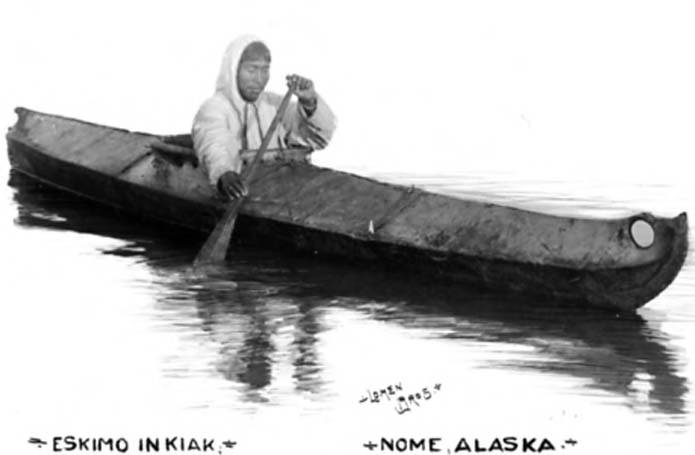 LOMEN
BROS
ESKIMO IN KIAK. NOME, ALASKA.